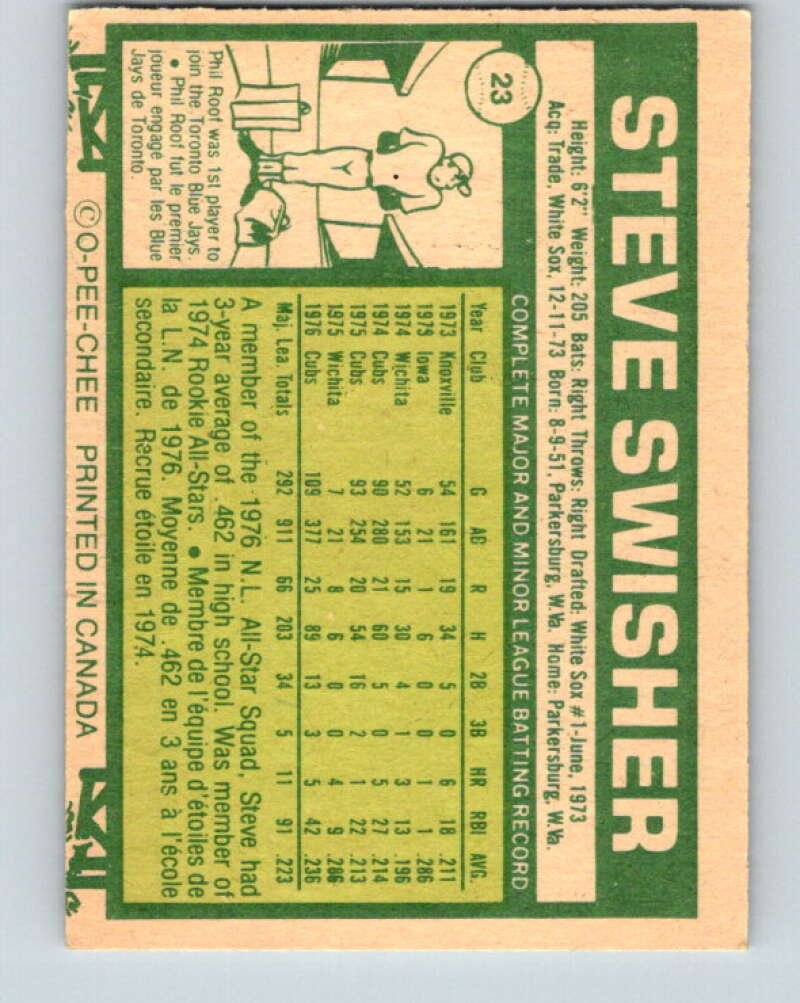 STEVE SWISHER
23
Height: 6'2" Weight: 205 Bats: Right Throws: Right Drafted: White Sox #1-June, 1973
Acq: Trade, White Sox, 12-11-73 Born: 8-9-51, Parkersburg, W.Va. Home: Parkersburg, W.Va.
COMPLETE MAJOR AND MINOR LEAGUE BATTING RECORD
Year Club G AB R H 2B 3B HR RBI AVG.
1973 Knoxville 54 161 19 34 5 0 6 18 .211
1973 Iowa 6 21 1 6 0 0 1 1 .286
1974 Wichita 52 153 15 30 4 1 3 13 .196
1974 Cubs 90 280 21 60 5 0 5 27 .214
1975 Cubs 93 254 20 54 16 2 1 22 .213
1975 Wichita 7 21 8 6 0 0 4 9 .286
1976 Cubs 109 377 25 89 13 3 5 42 .236
Maj. Lea. Totals 292 911 66 203 34 5 11 91 .223
A member of the 1976 N.L. All-Star Squad, Steve had
3-year average of .462 in high school. Was member of
1974 Rookie All-Stars. ● Membre de l'équipe d'étoiles de
la L.N. de 1976. Moyenne de .462 en 3 ans à l'école
secondaire. Recrue étoile en 1974.
Phil Roof was 1st player to
join the Toronto Blue Jays.
● Phil Roof fut le premier
joueur engagé par les Blue
Jays de Toronto.
©O-PEE-CHEE PRINTED IN CANADA